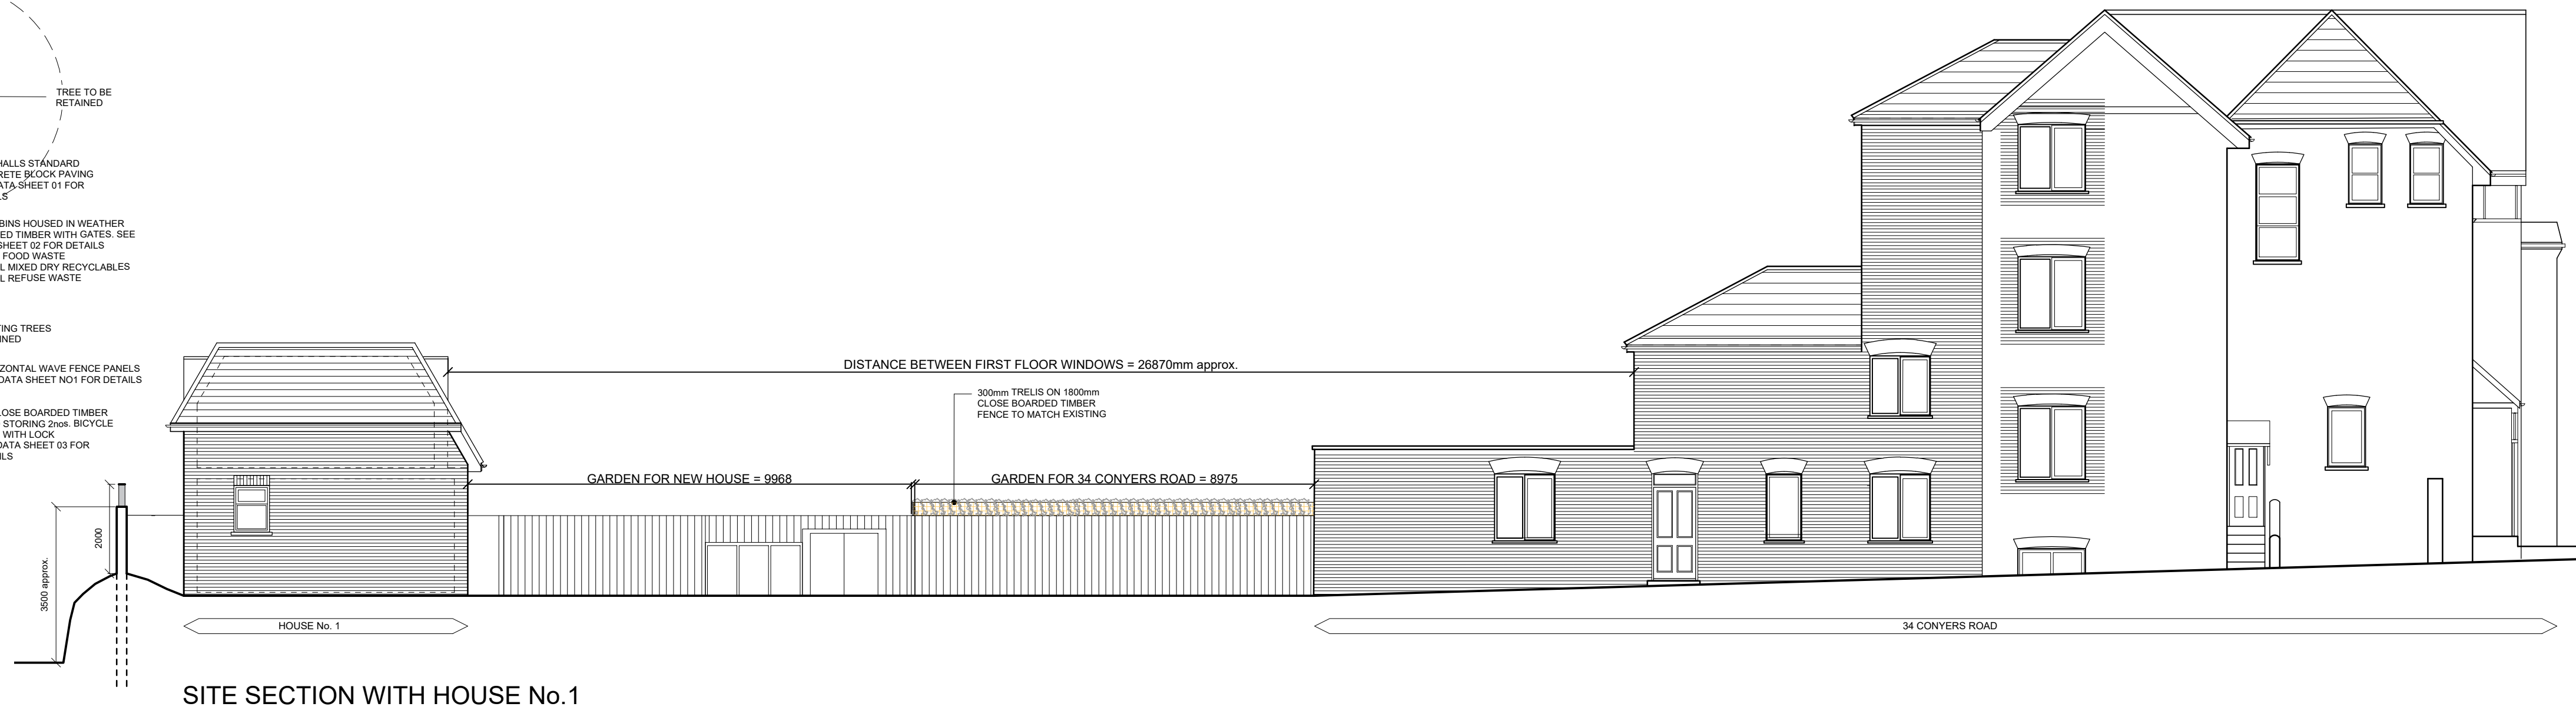 TREE TO BE
RETAINED
HALLS STANDARD
RETE BLOCK PAVING
ATA SHEET 01 FOR
LS
BINS HOUSED IN WEATHER
ED TIMBER WITH GATES. SEE
SHEET 02 FOR DETAILS
FOOD WASTE
L MIXED DRY RECYCLABLES
L REFUSE WASTE
TING TREES
INED
ZONTAL WAVE FENCE PANELS
DATA SHEET NO1 FOR DETAILS
LOSE BOARDED TIMBER
STORING 2nos. BICYCLE
WITH LOCK
DATA SHEET 03 FOR
ILS
DISTANCE BETWEEN FIRST FLOOR WINDOWS = 26870mm approx.
300mm TRELIS ON 1800mm
CLOSE BOARDED TIMBER
FENCE TO MATCH EXISTING
GARDEN FOR NEW HOUSE = 9968
GARDEN FOR 34 CONYERS ROAD = 8975
2000
3500 approx.
HOUSE No. 1
34 CONYERS ROAD
SITE SECTION WITH HOUSE No.1